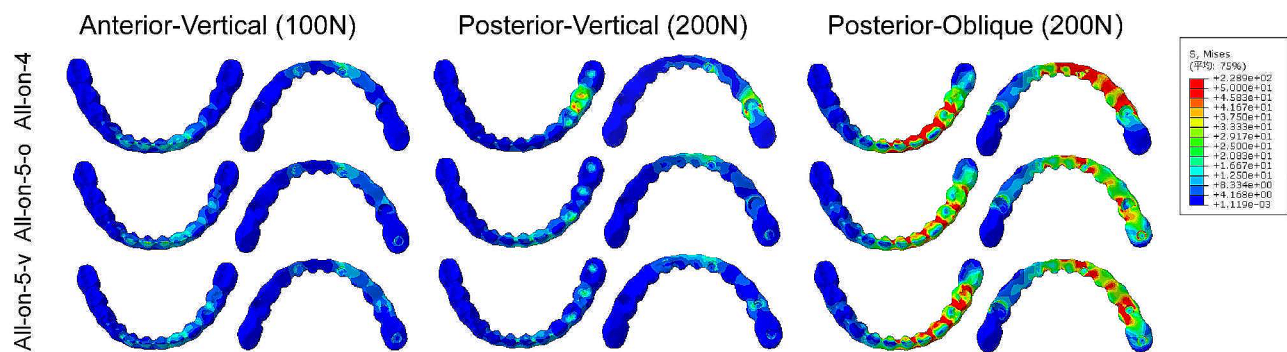 Anterior-Vertical (100N)
Posterior-Vertical (200N)
Posterior-Oblique (200N)
All-on-4
All-on-5-o
All-on-5-v
S, Mises
(平均: 75%)
+2.289e+02
+5.000e+01
+4.583e+01
+4.167e+01
+3.750e+01
+3.333e+01
+2.917e+01
+2.500e+01
+2.083e+01
+1.667e+01
+1.250e+01
+8.334e+00
+4.168e+00
+1.119e-03